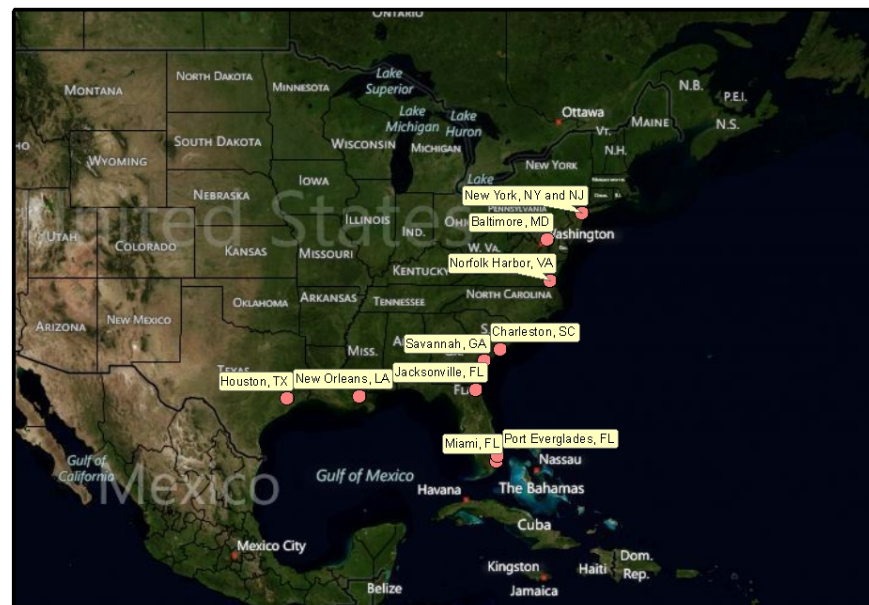 ONTARIO
Lake
Superior
N.B.
MONTANA
NORTH DAKOTA
MINNESOTA
P.E.I.
Lake
Michigan
Lake
Huron
Ottawa
MAINE
N.S.
VT.
HO
SOUTH DAKOTA
WISCONSIN
MICHIGAN
N.H.
WYOMING
NEW YORK
IOWA
Lake
NEBRASKA
New York, NY and NJ
PENNSYLVANIA
United States
ILLINOIS
IND.
OHIO
Baltimore, MD
Washington
UTAH
COLORADO
KANSAS
MISSOURI
W. VA.
KENTUCKY
Norfolk Harbor, VA
NORTH CAROLINA
OKLAHOMA
ARKANSAS
TENNESSEE
ARIZONA
NEW MEXICO
MISS.
Charleston, SC
Savannah, GA
TEXAS
Houston, TX
New Orleans, LA
Jacksonville, FL
FLA
Miami, FL
Port Everglades, FL
Gulf of
California
Gulf of Mexico
Nassau
Mexico
Havana
The Bahamas
Cuba
Mexico City
Kingston
Haiti
Dom.
Rep.
Belize
Jamaica